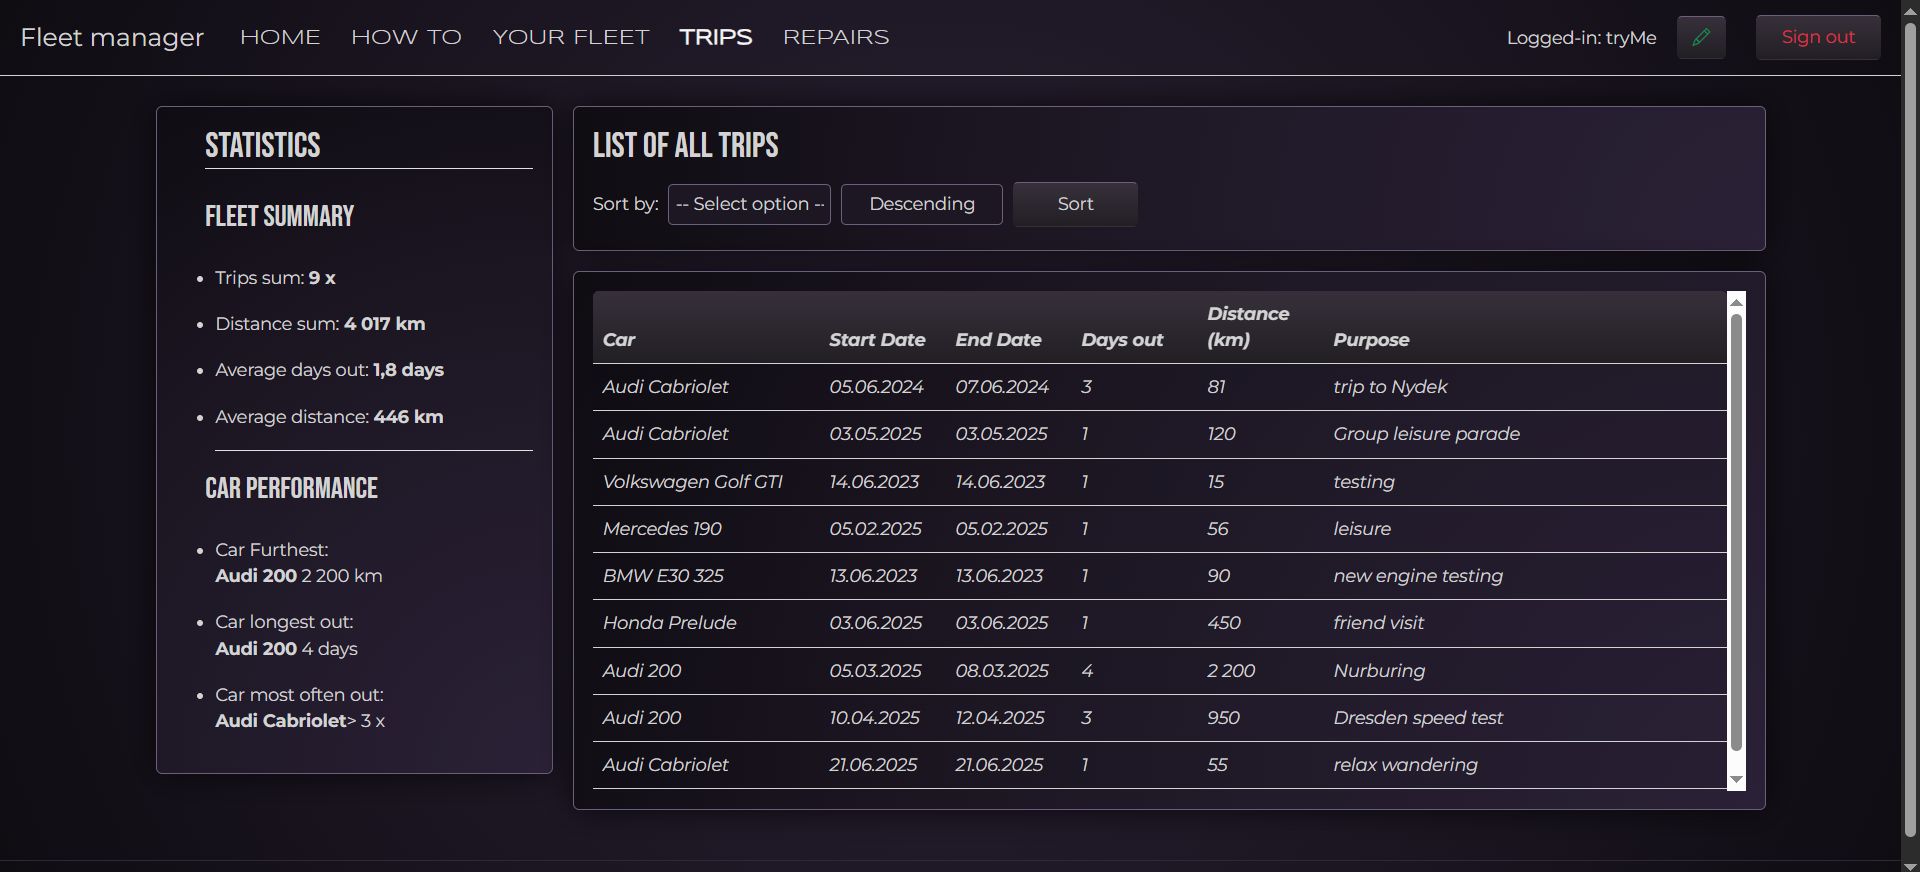 Fleet manager HOME HOW TO YOUR FLEET TRIPS REPAIRS Logged-in: tryMe Sign out
STATISTICS
FLEET SUMMARY
Trips sum: 9 x
Distance sum: 4 017 km
Average days out: 1,8 days
Average distance: 446 km
CAR PERFORMANCE
Car Furthest:
Audi 200 2 200 km
Car longest out:
Audi 200 4 days
Car most often out:
Audi Cabriolet> 3 x
LIST OF ALL TRIPS
Sort by: -- Select option -- Descending Sort
Car Start Date End Date Days out Distance (km) Purpose
Audi Cabriolet 05.06.2024 07.06.2024 3 81 trip to Nydek
Audi Cabriolet 03.05.2025 03.05.2025 1 120 Group leisure parade
Volkswagen Golf GTI 14.06.2023 14.06.2023 1 15 testing
Mercedes 190 05.02.2025 05.02.2025 1 56 leisure
BMW E30 325 13.06.2023 13.06.2023 1 90 new engine testing
Honda Prelude 03.06.2025 03.06.2025 1 450 friend visit
Audi 200 05.03.2025 08.03.2025 4 2 200 Nurburing
Audi 200 10.04.2025 12.04.2025 3 950 Dresden speed test
Audi Cabriolet 21.06.2025 21.06.2025 1 55 relax wandering